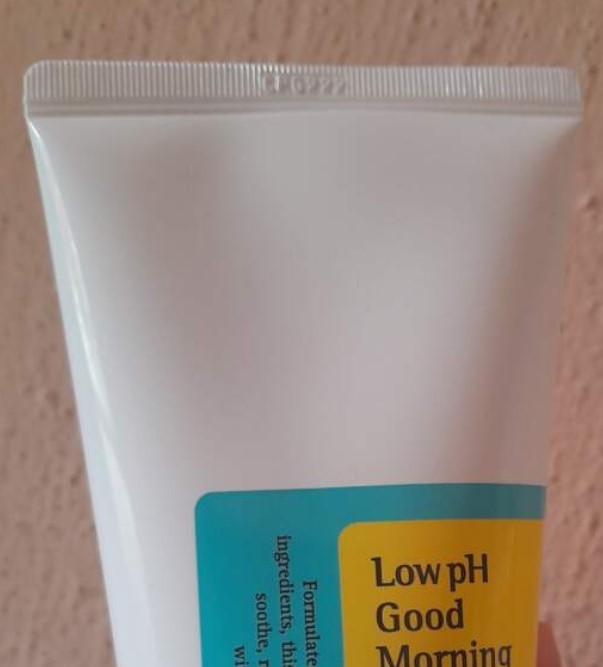 Low pH
Good
Morning
Formulate
ingredients, thi
soothe, r
wi